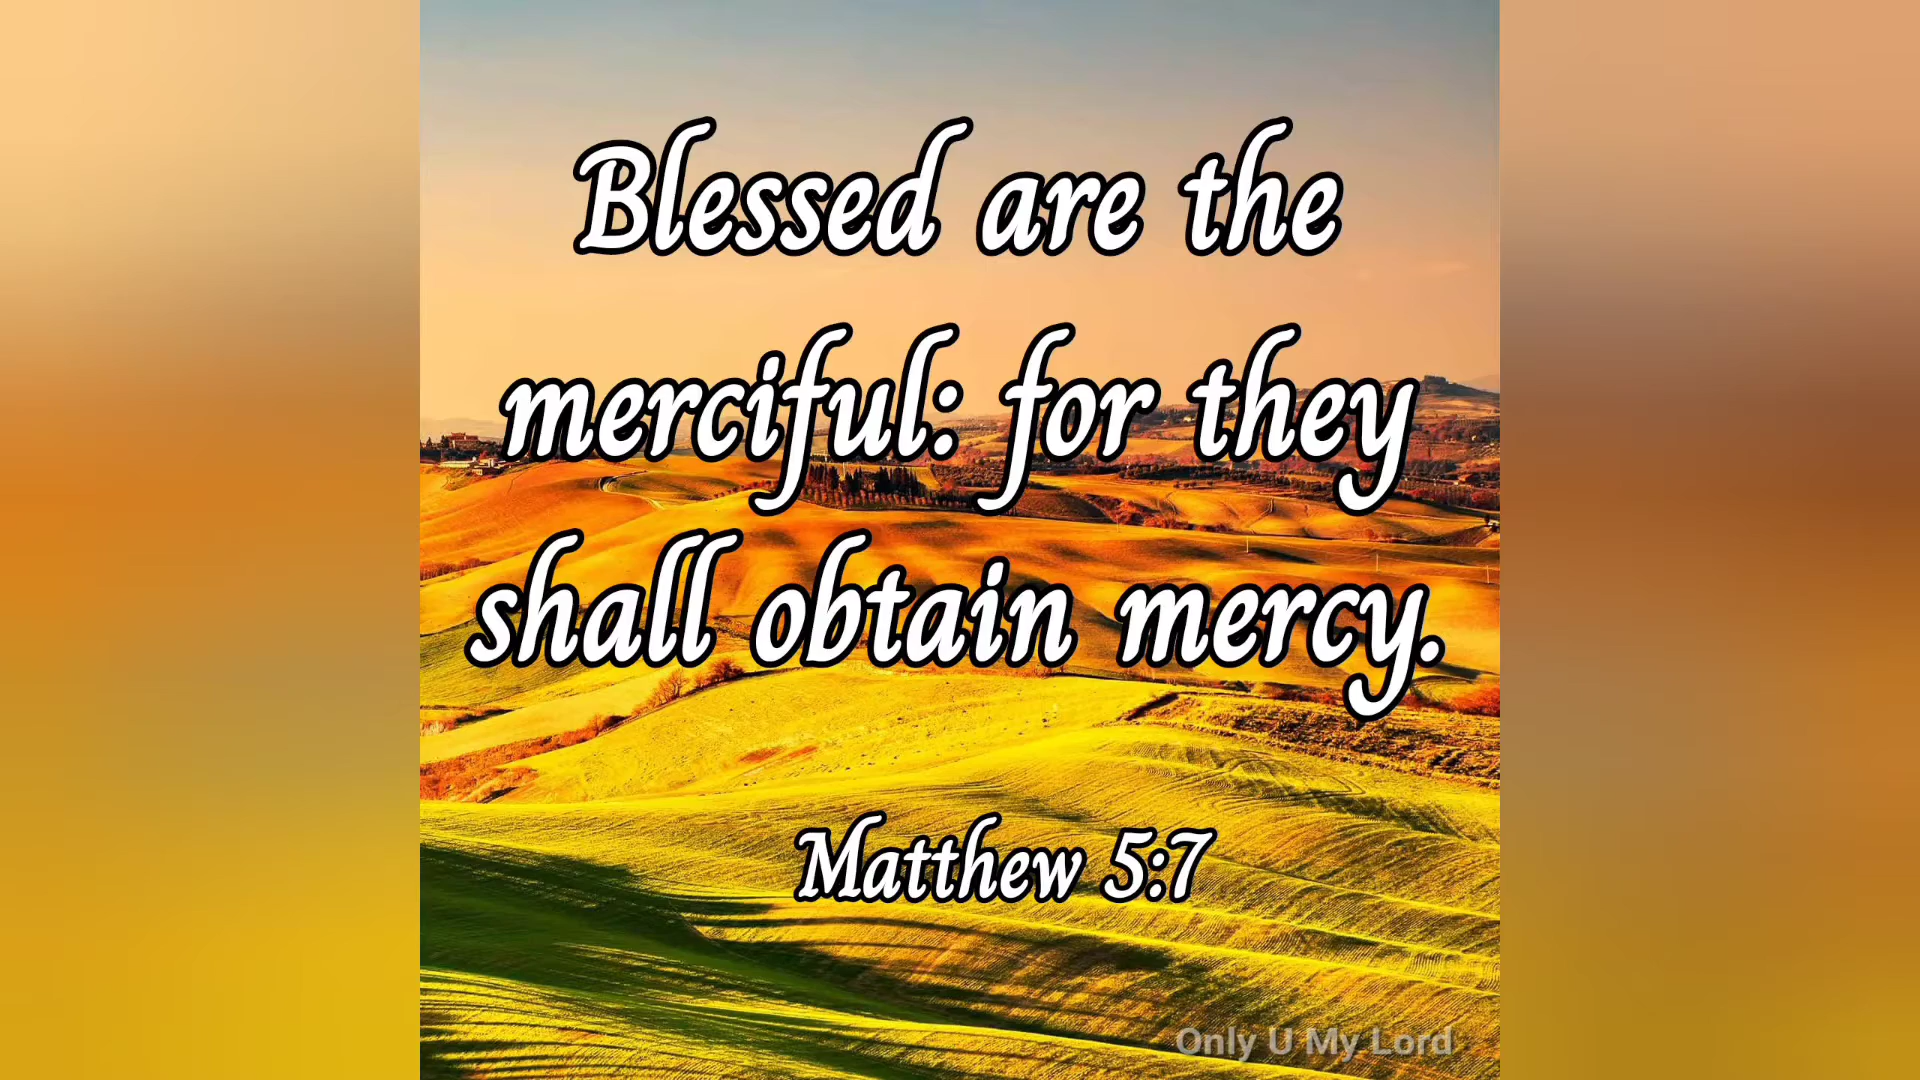 Blessed are the
merciful: for they
shall obtain mercy.
Matthew 5:7
Only U My Lord